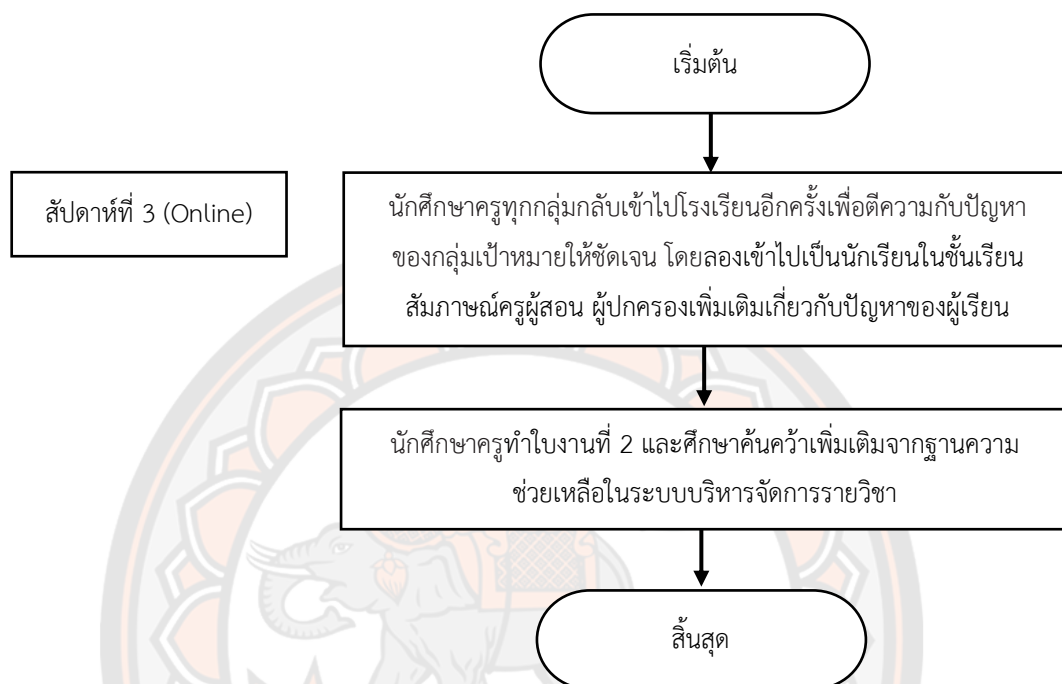 เริ่มต้น
สัปดาห์ที่ 3 (Online)
นักศึกษาครูทุกกลุ่มกลับเข้าไปโรงเรียนอีกครั้งเพื่อตีความกับปัญหา
ของกลุ่มเป้าหมายให้ชัดเจน โดยลองเข้าไปเป็นนักเรียนในชั้นเรียน
สัมภาษณ์ครูผู้สอน ผู้ปกครองเพิ่มเติมเกี่ยวกับปัญหาของผู้เรียน
นักศึกษาครูทำใบงานที่ 2 และศึกษาค้นคว้าเพิ่มเติมจากฐานความ
ช่วยเหลือในระบบบริหารจัดการรายวิชา
สิ้นสุด